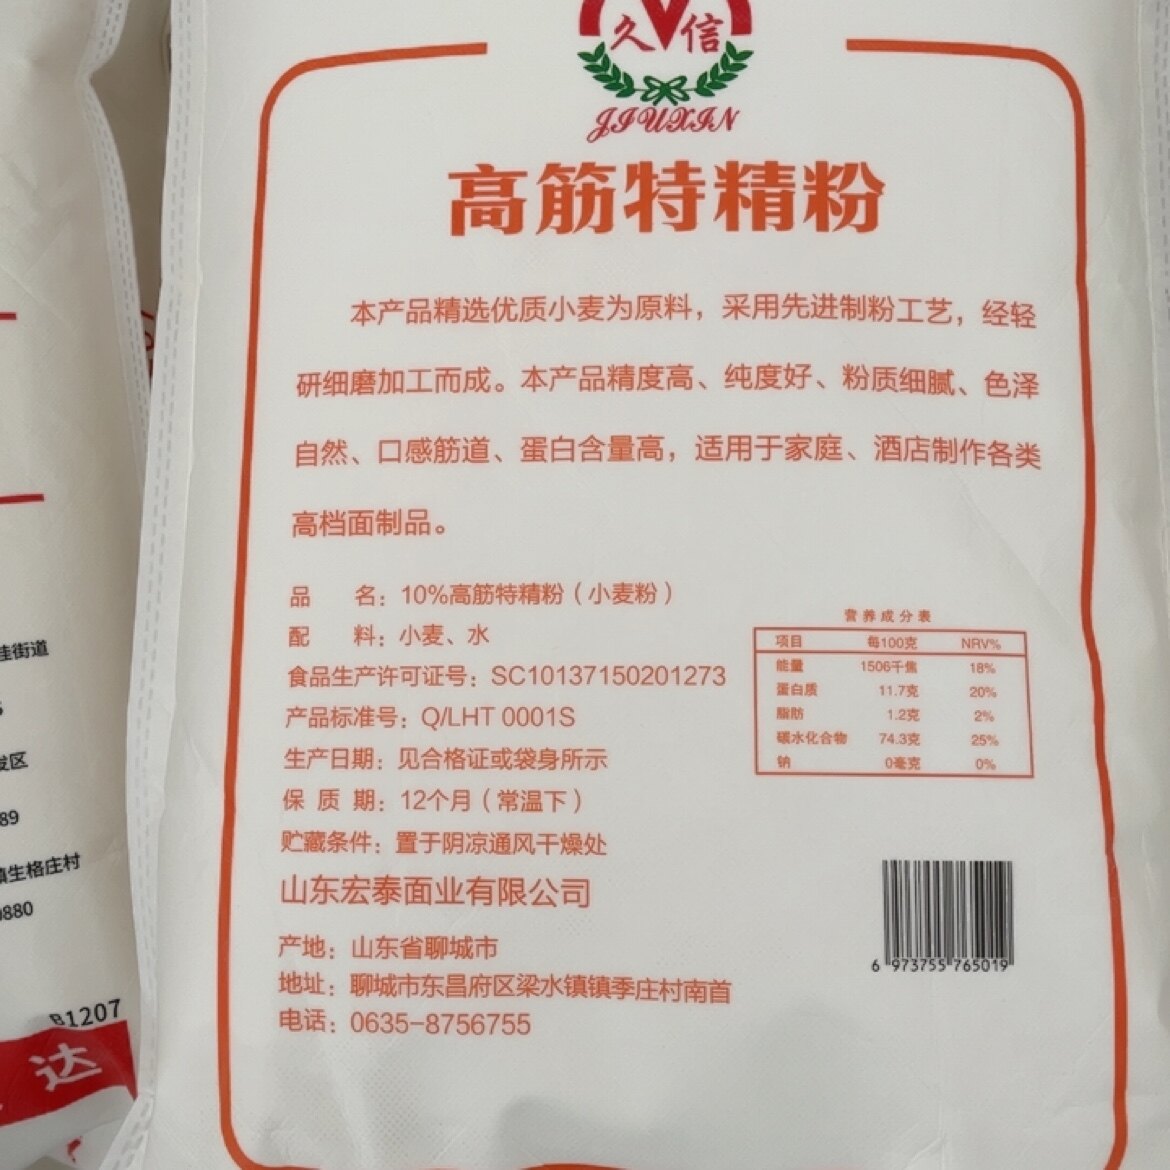 久信
JIUXIN
高筋特精粉
本产品精选优质小麦为原料，采用先进制粉工艺，经轻
研细磨加工而成。本产品精度高、纯度好、粉质细腻、色泽
自然、口感筋道、蛋白含量高，适用于家庭、酒店制作各类
高档面制品。
品 名：10%高筋特精粉（小麦粉）
配 料：小麦、水
食品生产许可证号：SC10137150201273
产品标准号：Q/LHT 0001S
生产日期：见合格证或袋身所示
保 质 期：12个月（常温下）
贮藏条件：置于阴凉通风干燥处
山东宏泰面业有限公司
产地：山东省聊城市
地址：聊城市东昌府区梁水镇镇季庄村南首
电话：0635-8756755
营养成分表
项目 每100克 NRV%
能量 1506千焦 18%
蛋白质 11.7克 20%
脂肪 1.2克 2%
碳水化合物 74.3克 25%
钠 0毫克 0%
6 973755 765019
街道
发区
89
生格庄村
0880
B1207
达